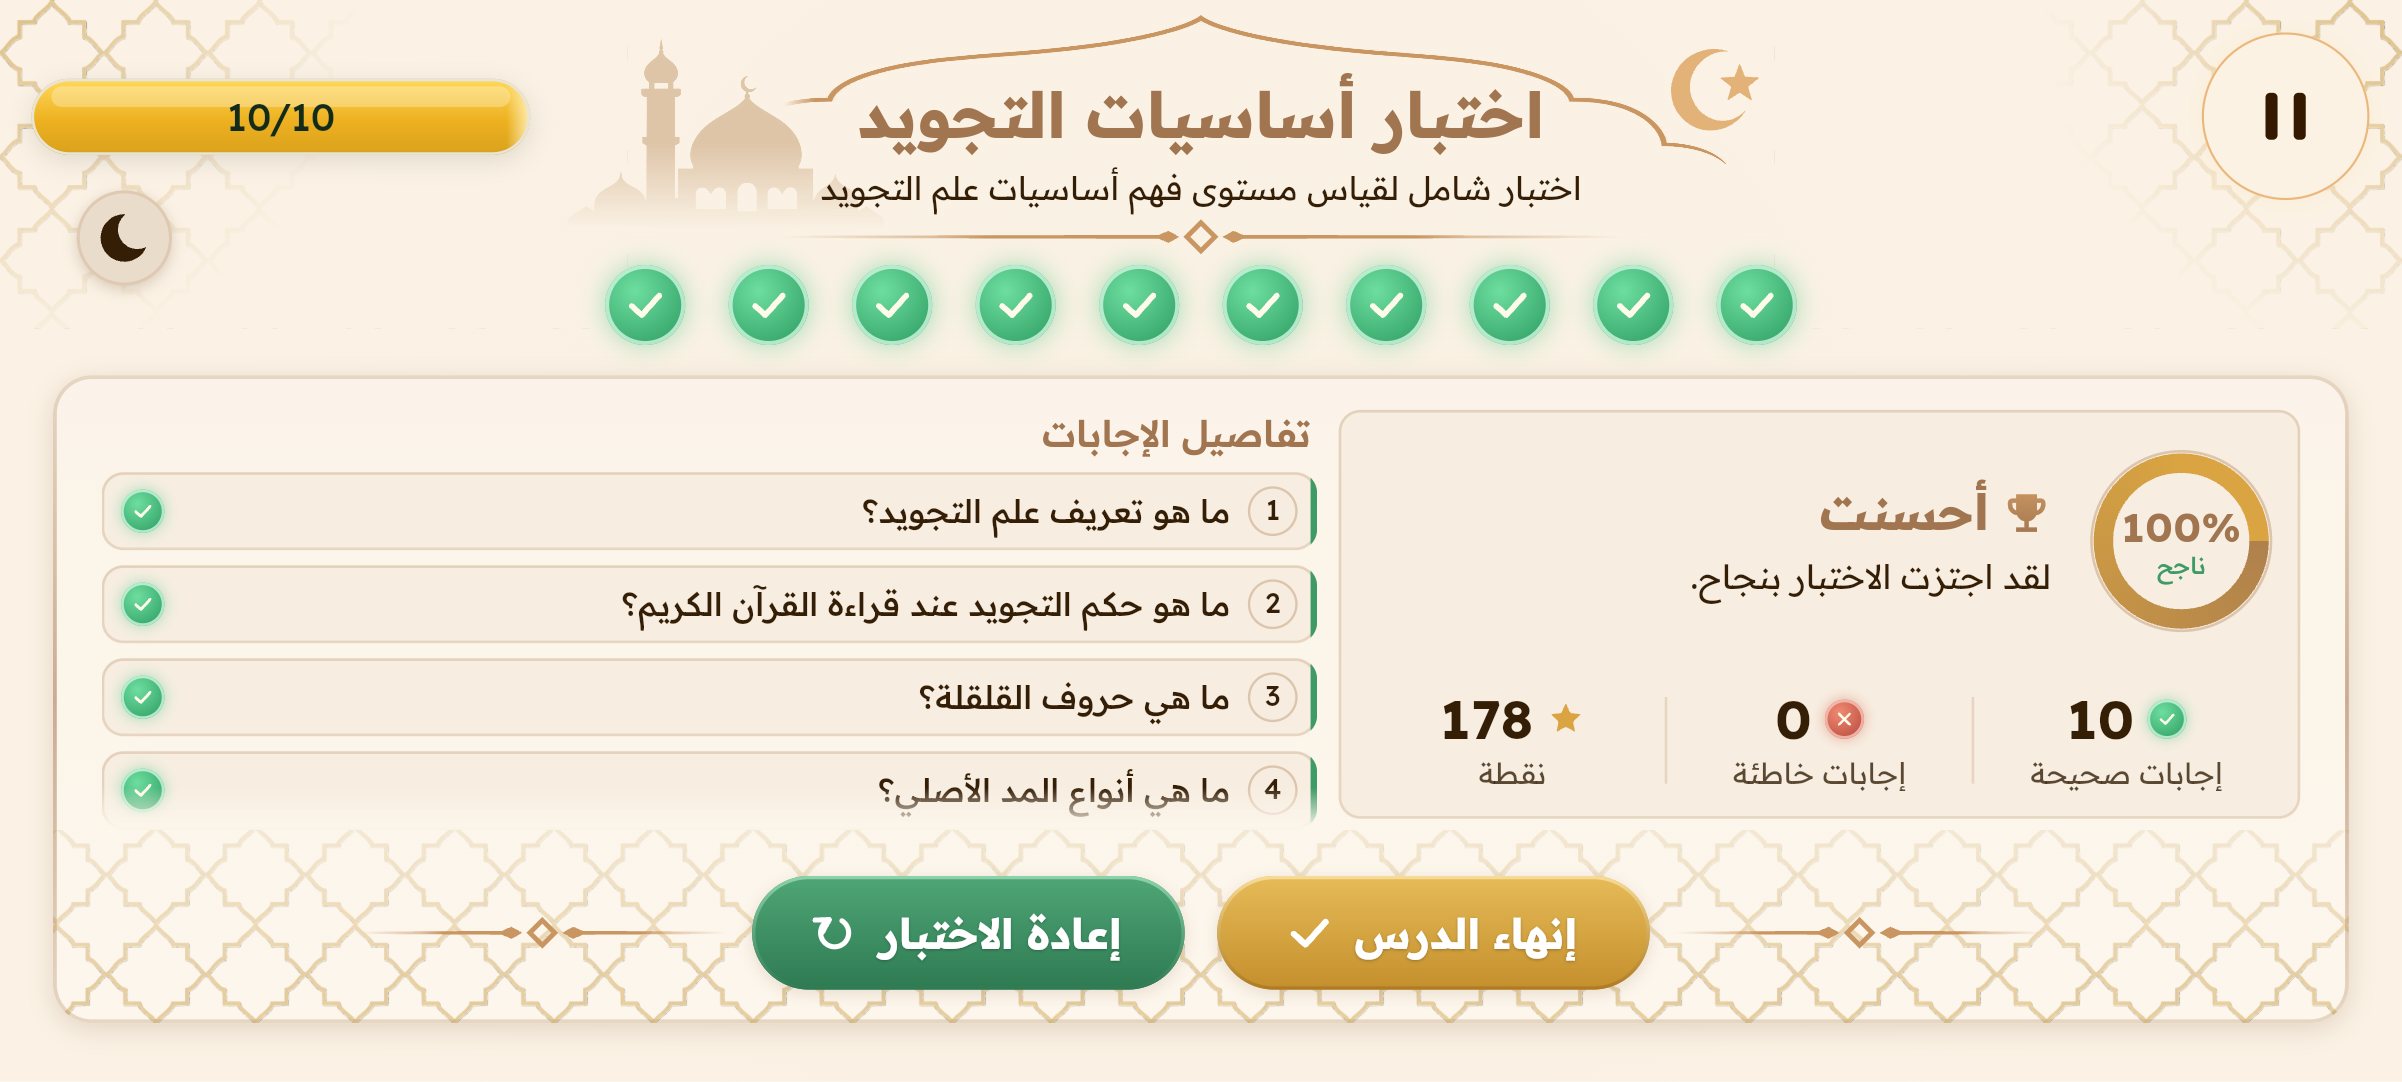 10/10
اختبار أساسيات التجويد
اختبار شامل لقياس مستوى فهم أساسيات علم التجويد
100%
ناجح
أحسنت
لقد اجتزت الاختبار بنجاح.
10
إجابات صحيحة
0
إجابات خاطئة
178
نقطة
تفاصيل الإجابات
1 ما هو تعريف علم التجويد؟
2 ما هو حكم التجويد عند قراءة القرآن الكريم؟
3 ما هي حروف القلقلة؟
4 ما هي أنواع المد الأصلي؟
إنهاء الدرس
إعادة الاختبار